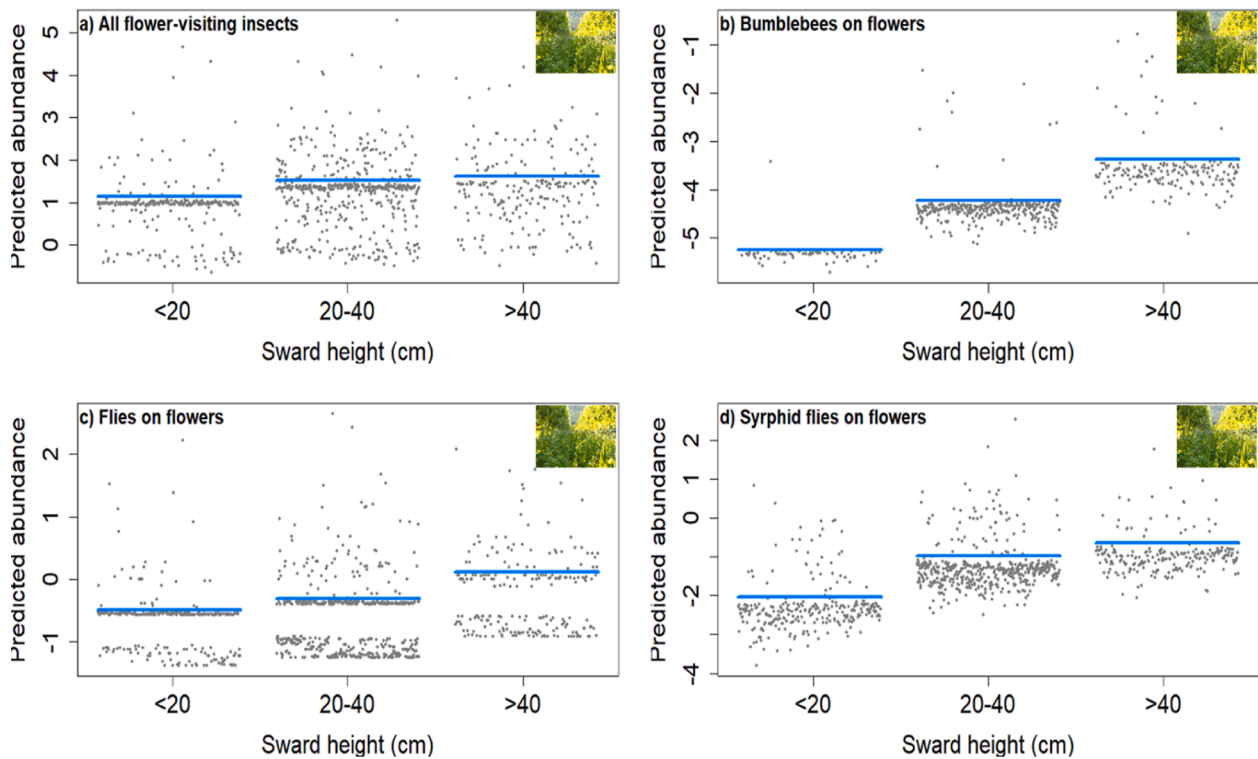 a) All flower-visiting insects
Predicted abundance
5
4
3
2
1
0
<20
20-40
>40
Sward height (cm)
b) Bumblebees on flowers
Predicted abundance
-1
-2
-3
-4
-5
<20
20-40
>40
Sward height (cm)
c) Flies on flowers
Predicted abundance
2
1
0
-1
<20
20-40
>40
Sward height (cm)
d) Syrphid flies on flowers
Predicted abundance
2
1
0
-1
-2
-4
<20
20-40
>40
Sward height (cm)